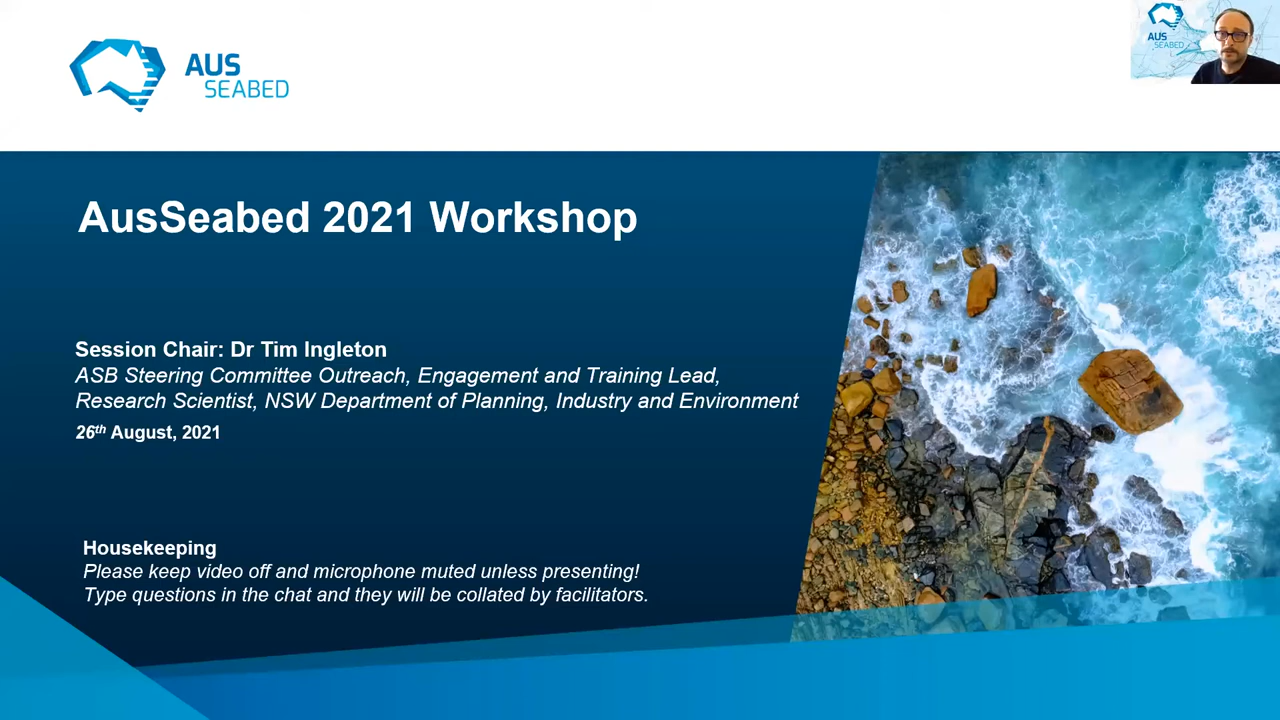 AUS
SEABED
AUS
SEABED
AusSeabed 2021 Workshop
Session Chair: Dr Tim Ingleton
ASB Steering Committee Outreach, Engagement and Training Lead,
Research Scientist, NSW Department of Planning, Industry and Environment
26th August, 2021
Housekeeping
Please keep video off and microphone muted unless presenting!
Type questions in the chat and they will be collated by facilitators.